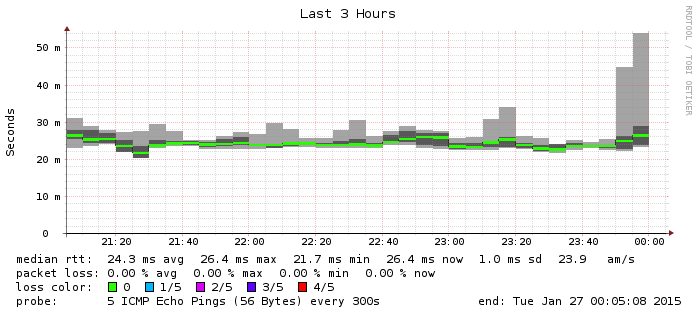 Last 3 Hours
RRDTOOL / TOBI OETIKER
Seconds
50 m
40 m
30 m
20 m
10 m
0
21:20 21:40 22:00 22:20 22:40 23:00 23:20 23:40 00:00
median rtt: 24.3 ms avg 26.4 ms max 21.7 ms min 26.4 ms now 1.0 ms sd 23.9 am/s
packet loss: 0.00 % avg 0.00 % max 0.00 % min 0.00 % now
loss color: 0 1/5 2/5 3/5 4/5
probe: 5 ICMP Echo Pings (56 Bytes) every 300s end: Tue Jan 27 00:05:08 2015